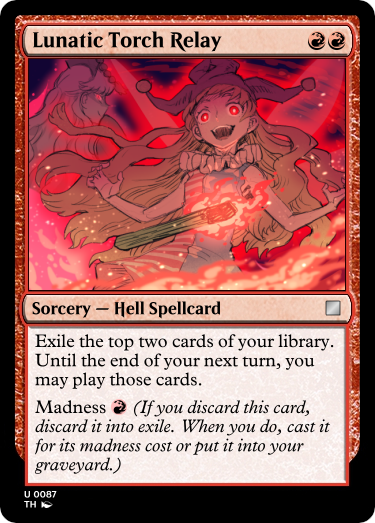 Lunatic Torch Relay
Sorcery — Hell Spellcard
Exile the top two cards of your library.
Until the end of your next turn, you
may play those cards.
Madness (If you discard this card,
discard it into exile. When you do, cast it
for its madness cost or put it into your
graveyard.)
U 0087
TH